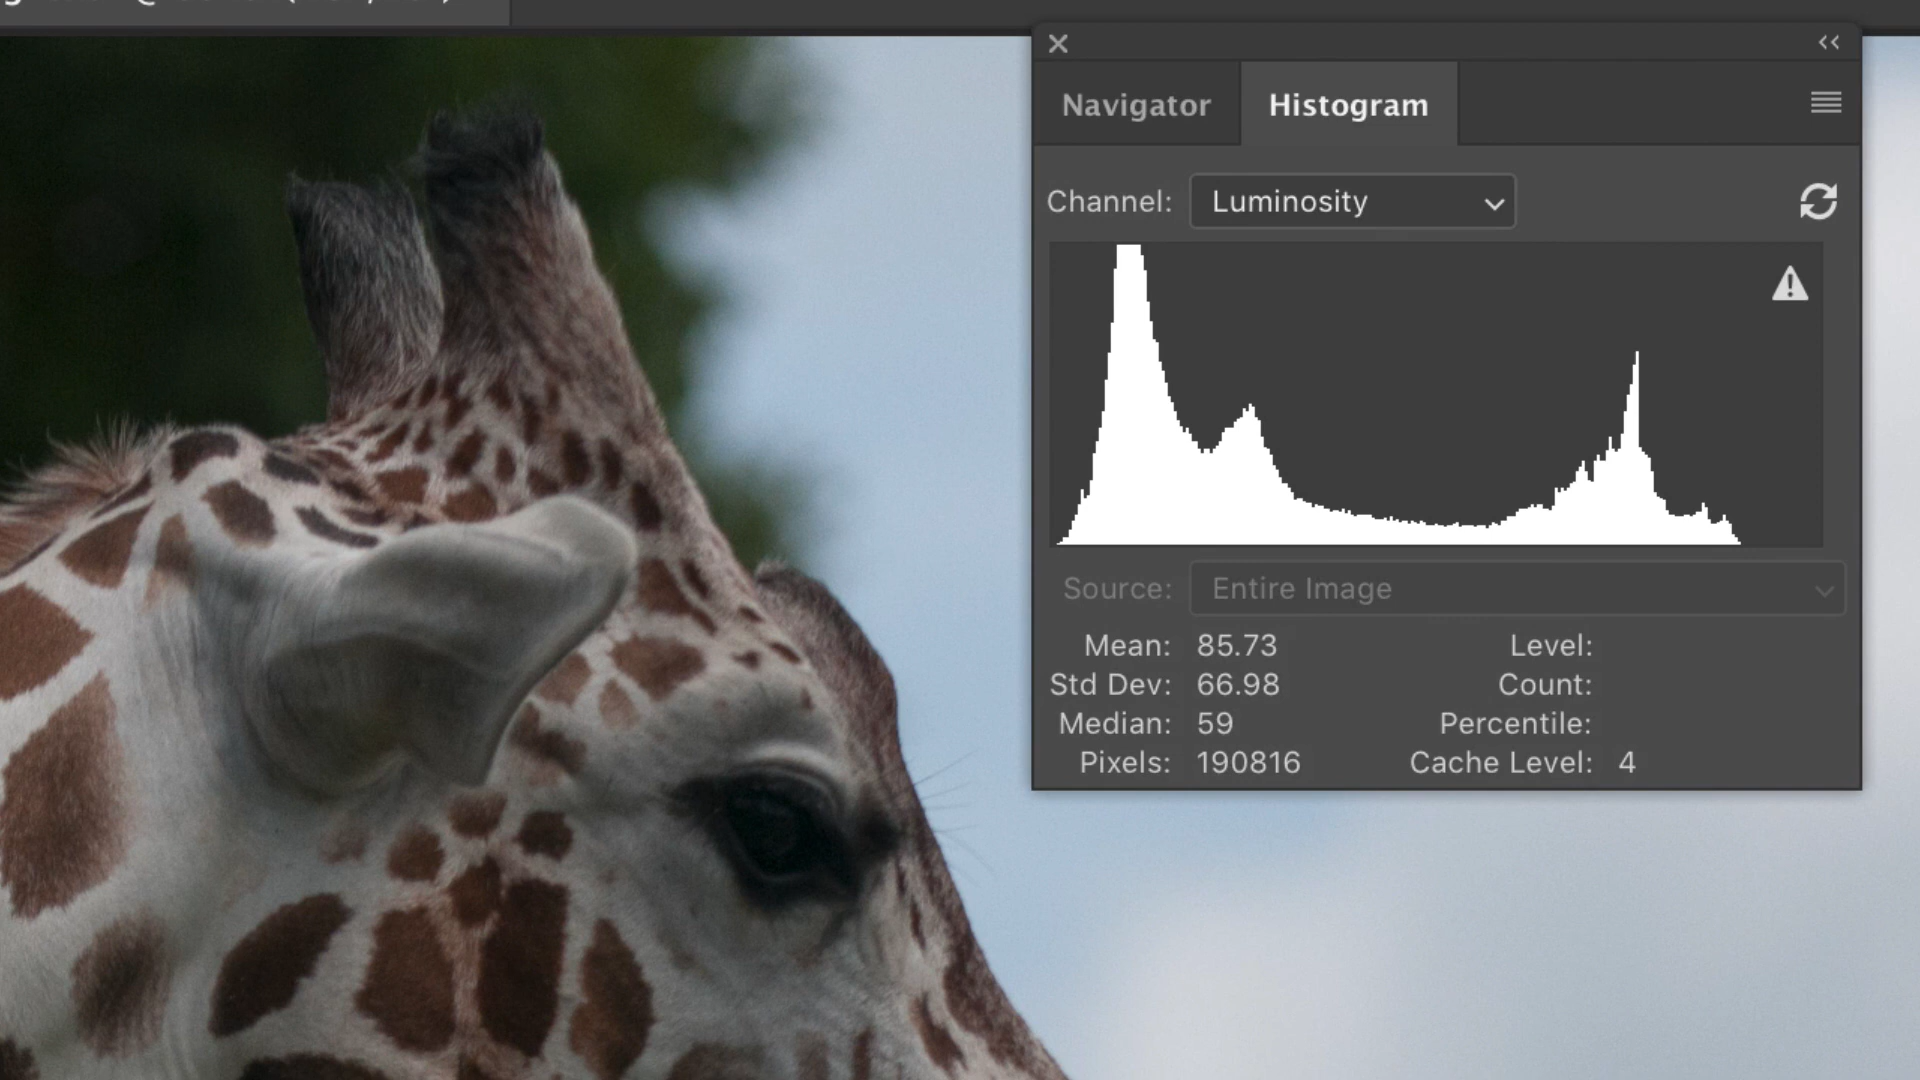 Navigator Histogram
Channel: Luminosity
Source: Entire Image
Mean: 85.73 Level:
Std Dev: 66.98 Count:
Median: 59 Percentile:
Pixels: 190816 Cache Level: 4